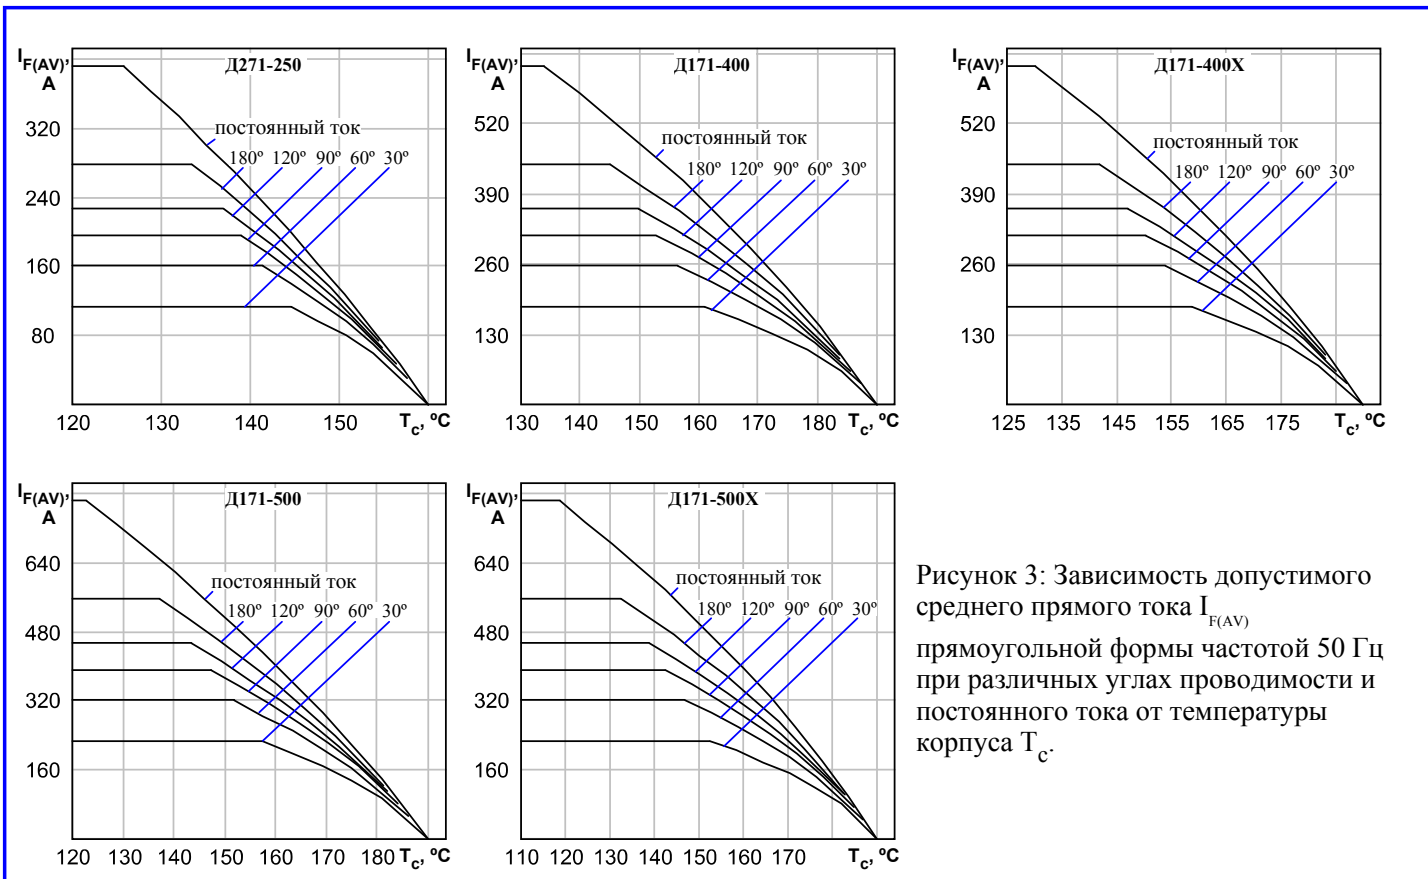 I F(AV), А
Д271-250
320
240
160
80
постоянный ток
180º 120º 90º 60º 30º
120 130 140 150 Tc, ºC
I F(AV), А
Д171-400
520
390
260
130
постоянный ток
180º 120º 90º 60º 30º
130 140 150 160 170 180 Tc, ºC
I F(AV), А
Д171-400Х
520
390
260
130
постоянный ток
180º 120º 90º 60º 30º
125 135 145 155 165 175 Tc, ºC
I F(AV), А
Д171-500
640
480
320
160
постоянный ток
180º 120º 90º 60º 30º
120 130 140 150 160 170 180 Tc, ºC
I F(AV), А
Д171-500Х
640
480
320
160
постоянный ток
180º 120º 90º 60º 30º
110 120 130 140 150 160 170 Tc, ºC
Рисунок 3: Зависимость допустимого
среднего прямого тока I F(AV)
прямоугольной формы частотой 50 Гц
при различных углах проводимости и
постоянного тока от температуры
корпуса Tc.